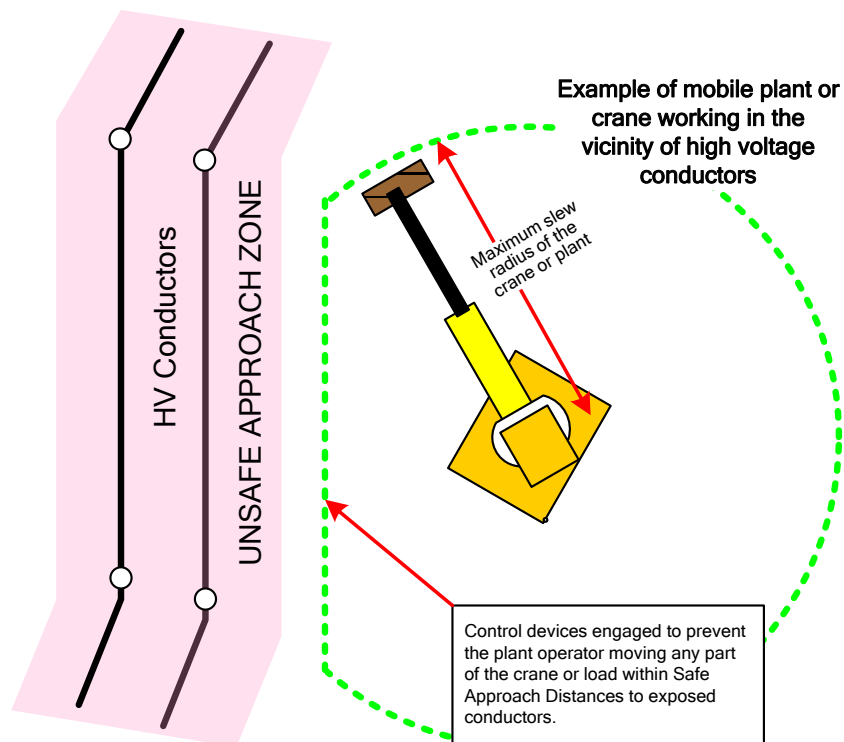 Example of mobile plant or
crane working in the
vicinity of high voltage
conductors
HV Conductors
UNSAFE APPROACH ZONE
Maximum slew
radius of the
crane or plant
Control devices engaged to prevent
the plant operator moving any part
of the crane or load within Safe
Approach Distances to exposed
conductors.